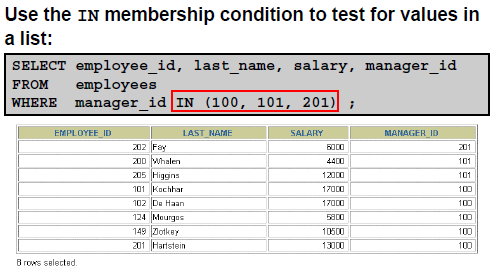 Use the IN membership condition to test for values in
a list:
SELECT employee_id, last_name, salary, manager_id
FROM employees
WHERE manager_id IN (100, 101, 201) ;
EMPLOYEE_ID LAST_NAME SALARY MANAGER_ID
202 Fay 6000 201
200 Whalen 4400 101
205 Higgins 12000 101
101 Kochhar 17000 100
102 De Haan 17000 100
124 Mourgos 5800 100
149 Zlotkey 10500 100
201 Hartstein 13000 100
8 rows selected.